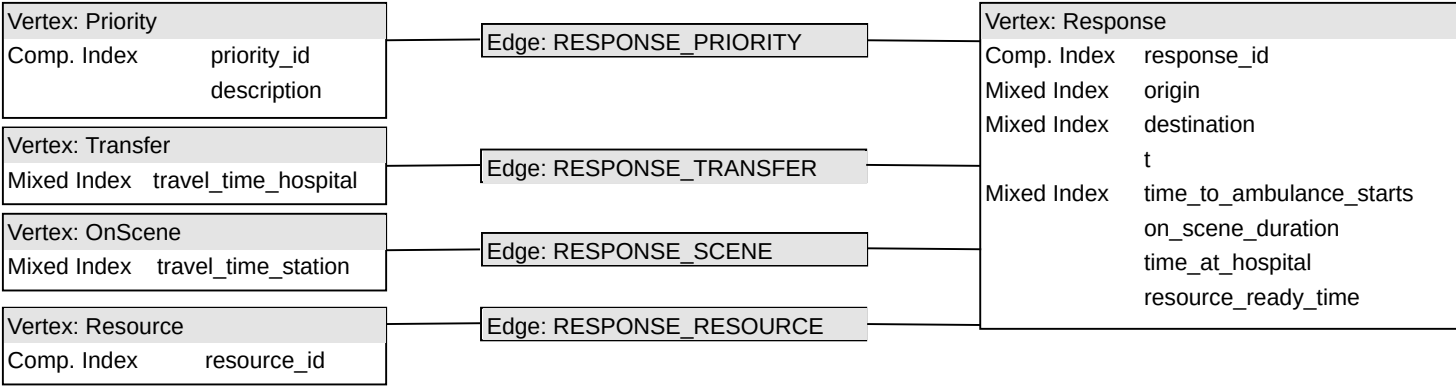 Vertex: Priority
Comp. Index priority_id
description
Edge: RESPONSE_PRIORITY
Vertex: Transfer
Mixed Index travel_time_hospital
Edge: RESPONSE_TRANSFER
Vertex: OnScene
Mixed Index travel_time_station
Edge: RESPONSE_SCENE
Vertex: Resource
Comp. Index resource_id
Edge: RESPONSE_RESOURCE
Vertex: Response
Comp. Index response_id
Mixed Index origin
Mixed Index destination
t
Mixed Index time_to_ambulance_starts
on_scene_duration
time_at_hospital
resource_ready_time